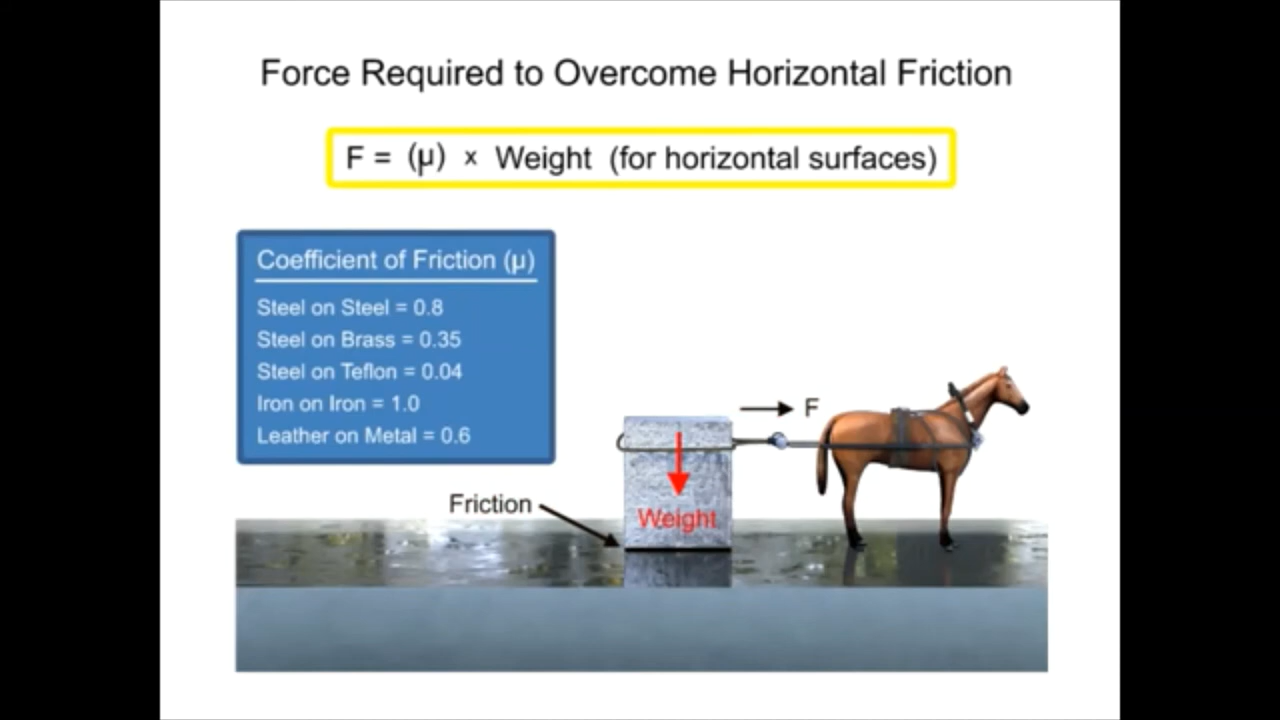 Force Required to Overcome Horizontal Friction
F = (μ) x Weight (for horizontal surfaces)
Coefficient of Friction (μ)
Steel on Steel = 0.8
Steel on Brass = 0.35
Steel on Teflon = 0.04
Iron on Iron = 1.0
Leather on Metal = 0.6
F
Friction
Weight